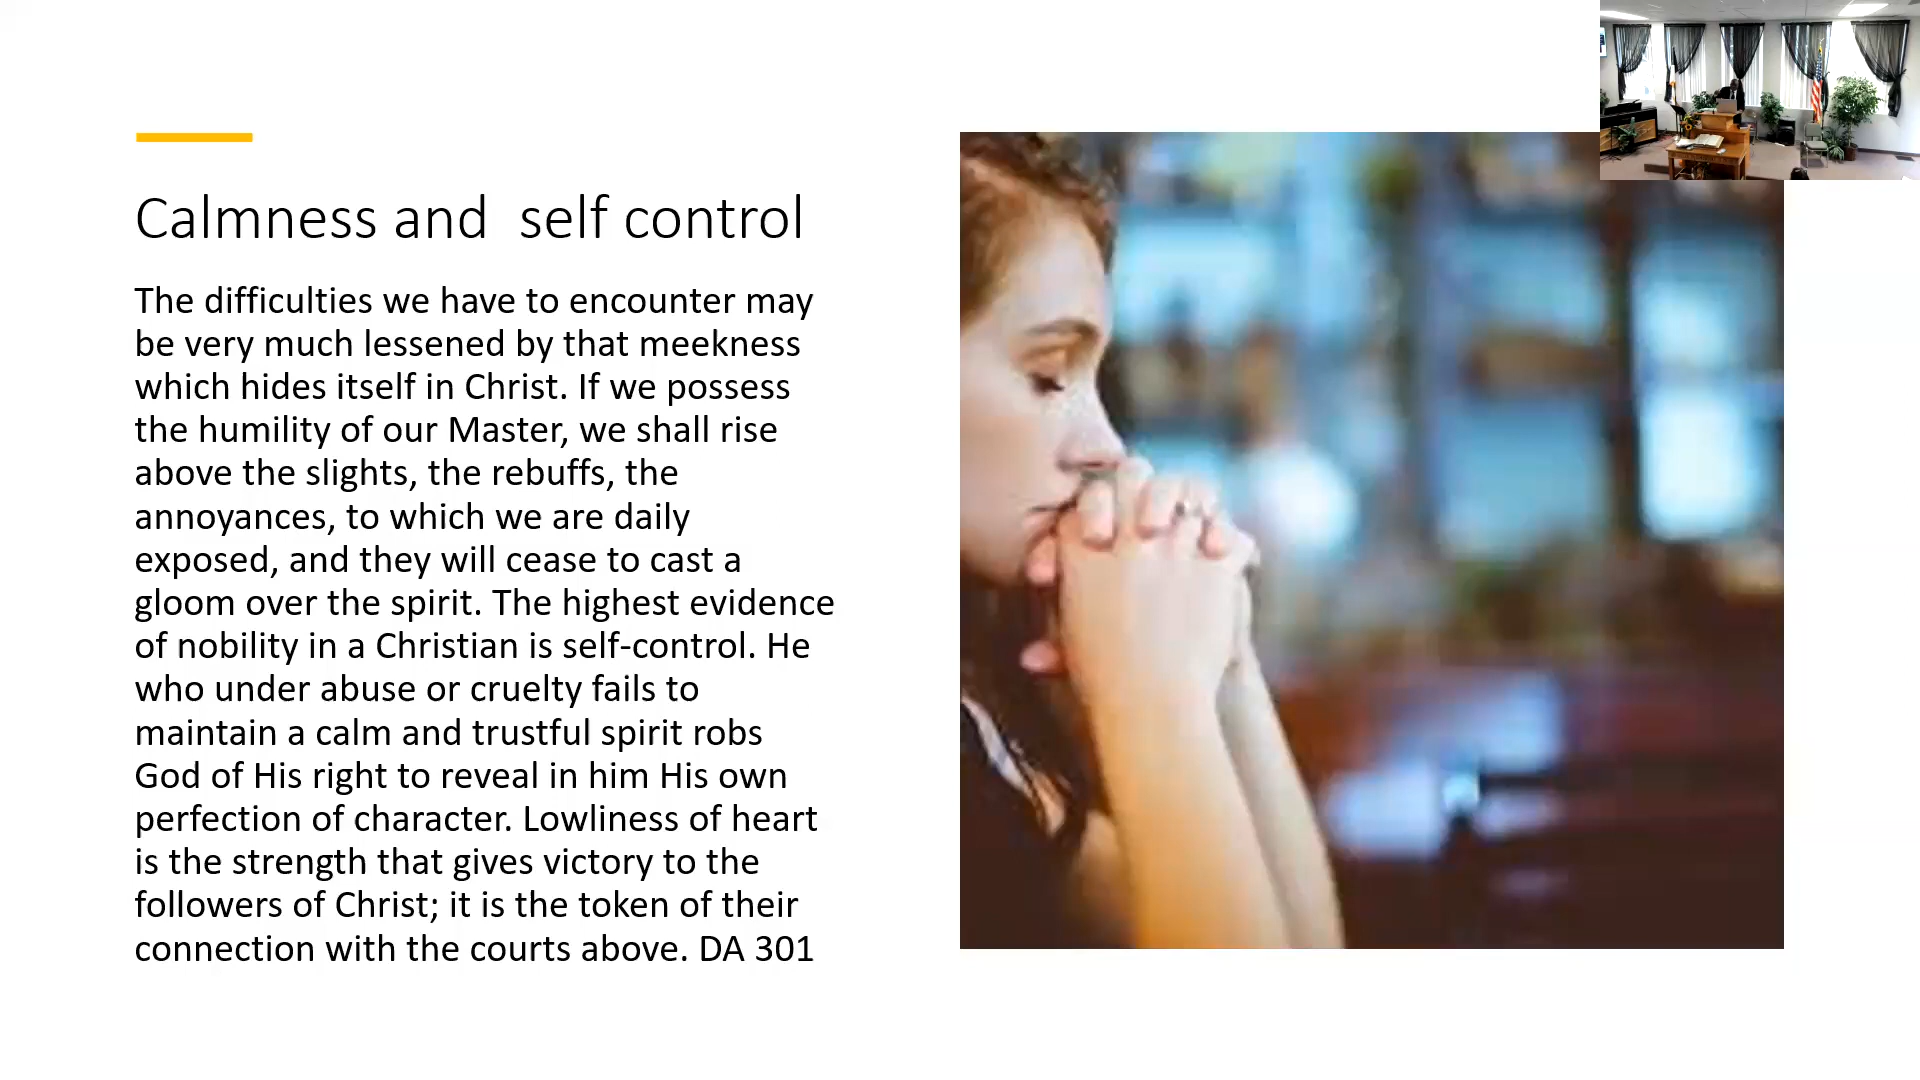 Calmness and  self control
The difficulties we have to encounter may
be very much lessened by that meekness
which hides itself in Christ. If we possess
the humility of our Master, we shall rise
above the slights, the rebuffs, the
annoyances, to which we are daily
exposed, and they will cease to cast a
gloom over the spirit. The highest evidence
of nobility in a Christian is self-control. He
who under abuse or cruelty fails to
maintain a calm and trustful spirit robs
God of His right to reveal in him His own
perfection of character. Lowliness of heart
is the strength that gives victory to the
followers of Christ; it is the token of their
connection with the courts above. DA 301